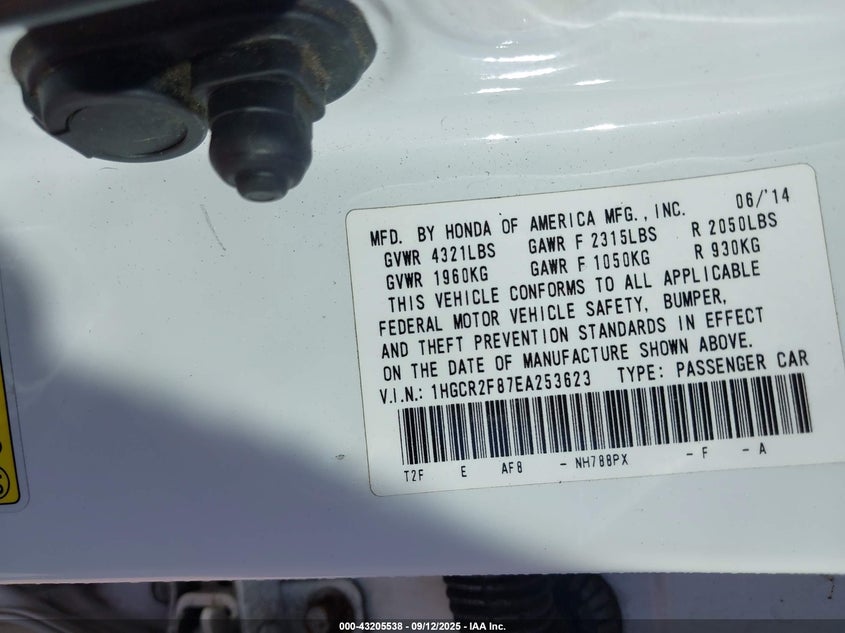 MFD. BY HONDA OF AMERICA MFG., INC. 06/'14
GVWR 4321LBS GAWR F 2315LBS R 2050LBS
GVWR 1960KG GAWR F 1050KG R 930KG
THIS VEHICLE CONFORMS TO ALL APPLICABLE
FEDERAL MOTOR VEHICLE SAFETY, BUMPER,
AND THEFT PREVENTION STANDARDS IN EFFECT
ON THE DATE OF MANUFACTURE SHOWN ABOVE.
V.I.N.: 1HGCR2F87EA253623 TYPE: PASSENGER CAR
T2F E AF8 - NH788PX - F - A
000-43205538 - 09/12/2025 - IAA Inc.